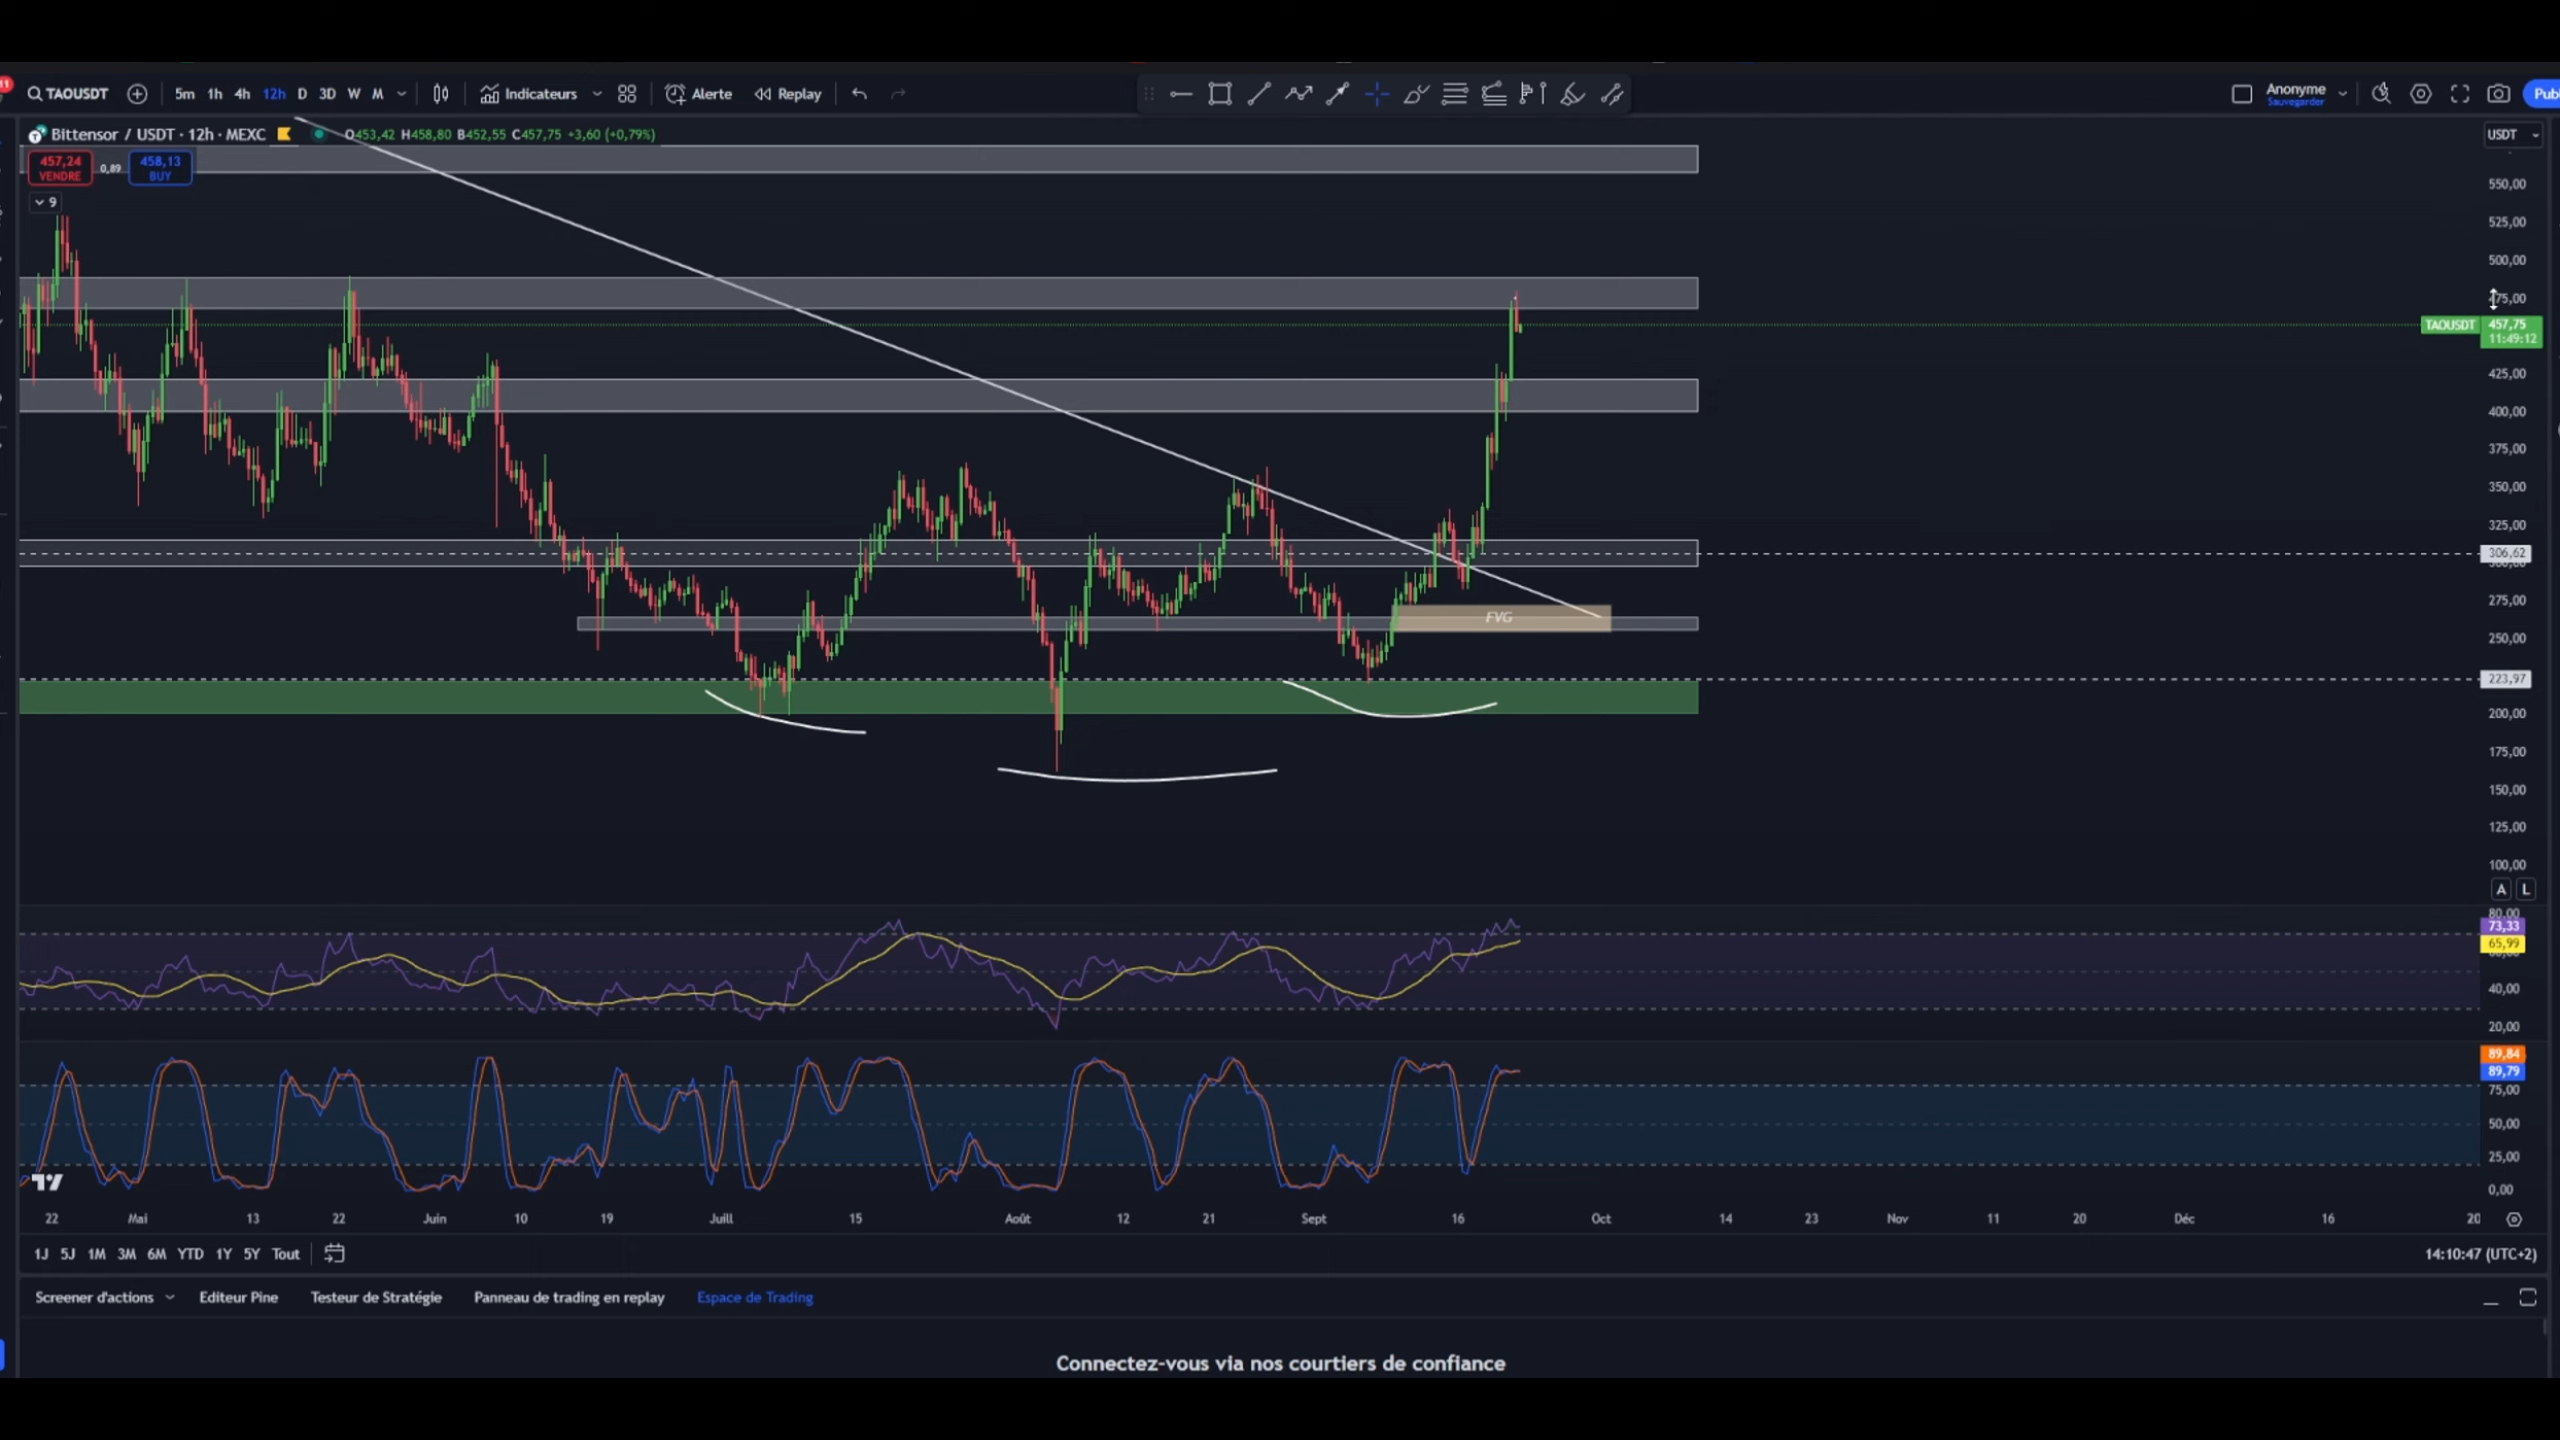 11
TAOUSDT 5m 1h 4h 12h D 3D W M Indicateurs Alerte Replay Anonyme Publ
Sauvegarder
Bittensor / USDT · 12h · MEXC O453,42 H458,80 B452,55 C457,75 +3,60 (+0,79%) USDT
457,24 0,89 458,13
VENDRE BUY
9
550,00
525,00
500,00
475,00
TAOUSDT 457,75
11:49:12
425,00
400,00
375,00
350,00
325,00
306,62
275,00
FVG
250,00
223,97
200,00
175,00
150,00
125,00
100,00
A L
80,00
73,33
65,99
40,00
20,00
89,84
89,79
75,00
50,00
25,00
0,00
22 Mai 13 22 Juin 10 19 Juill 15 Août 12 21 Sept 16 Oct 14 23 Nov 11 20 Déc 16 20
1J 5J 1M 3M 6M YTD 1Y 5Y Tout 14:10:47 (UTC+2)
Screener d'actions Editeur Pine Testeur de Stratégie Panneau de trading en replay Espace de Trading
Connectez-vous via nos courtiers de confiance